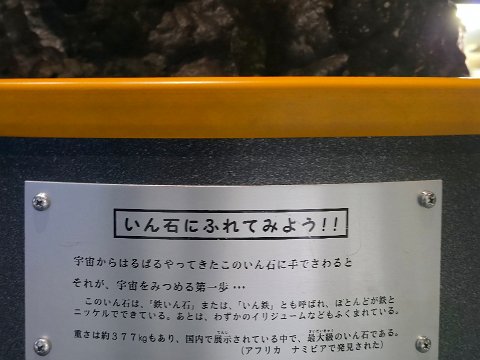 いん石にふれてみよう!!
宇宙からはるばるやってきたこのいん石に手でさわると
それが、宇宙をみつめる第一歩・・・
このいん石は、「鉄いん石」または、「いん鉄」とも呼ばれ、ほとんどが鉄と
ニッケルでできている。あとは、わずかのイリジュームなどもふくまれている。
重さは約377kgもあり、国内で展示されている中で、最大級のいん石である。
(アフリカ ナミビアで発見された)